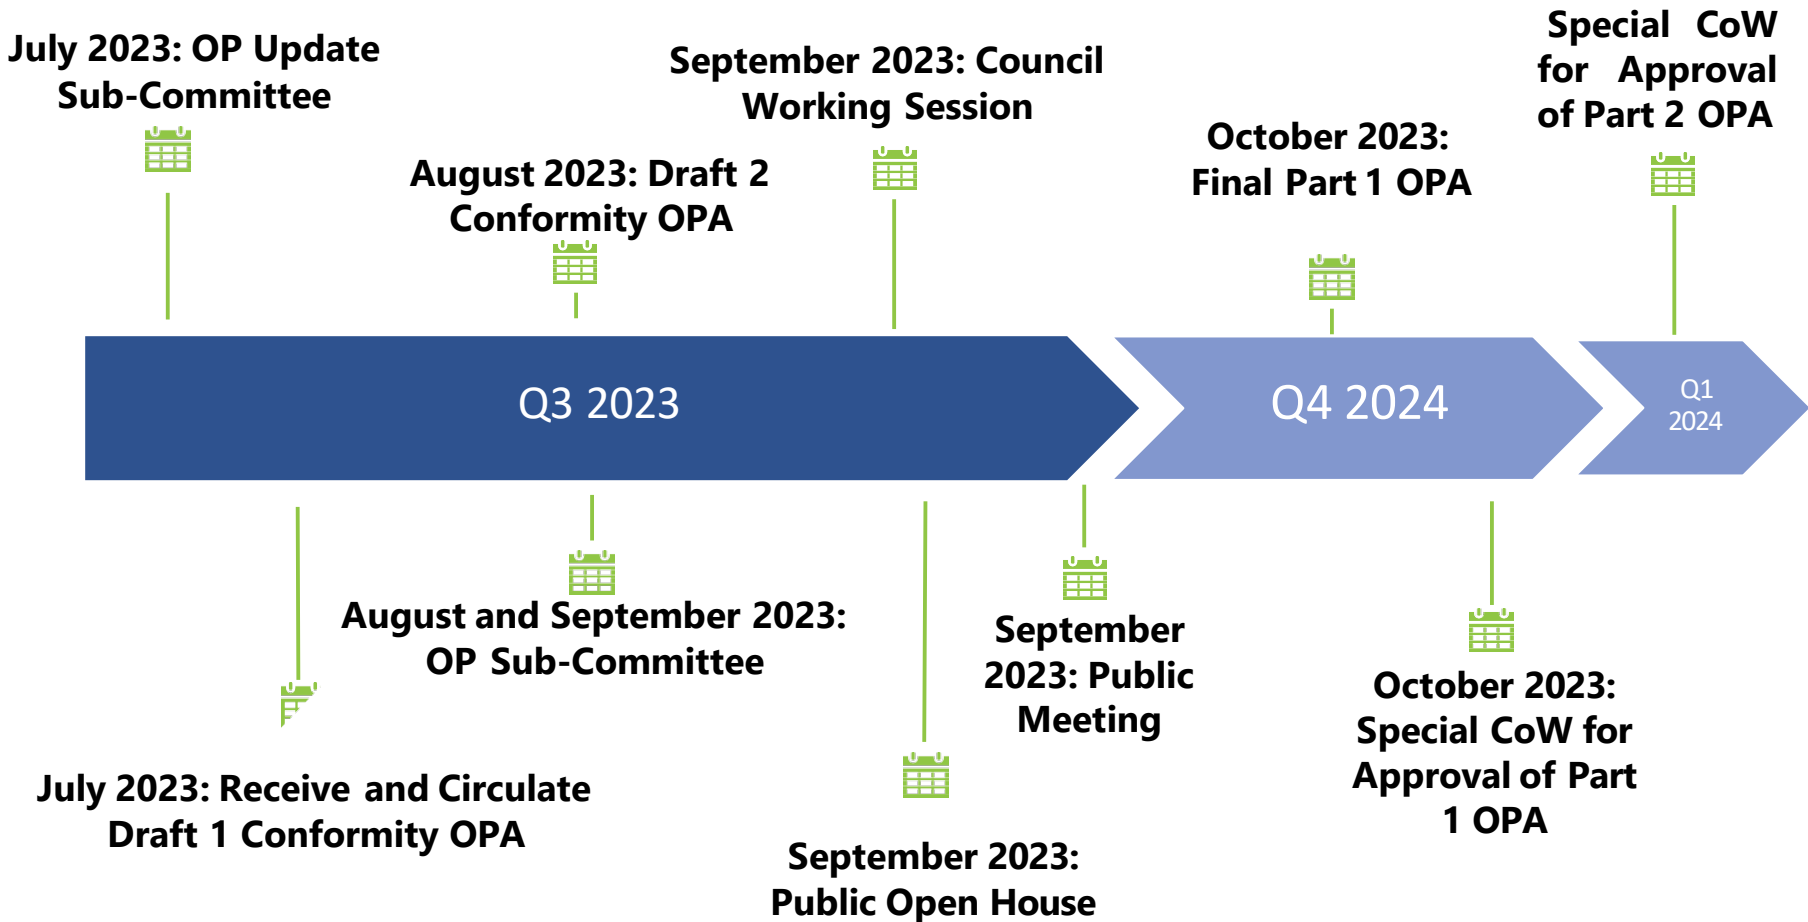 July 2023: OP Update
Sub-Committee
August 2023: Draft 2
Conformity OPA
September 2023: Council
Working Session
October 2023:
Final Part 1 OPA
Special CoW
for Approval
of Part 2 OPA
Q3 2023
Q4 2024
Q1
2024
July 2023: Receive and Circulate
Draft 1 Conformity OPA
August and September 2023:
OP Sub-Committee
September 2023:
Public Open House
September
2023: Public
Meeting
October 2023:
Special CoW for
Approval of Part
1 OPA